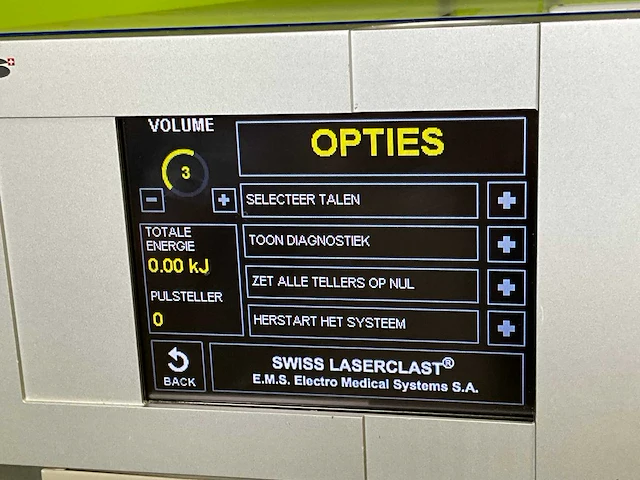 VOLUME
3
OPTIES
SELECTEER TALEN
TOON DIAGNOSTIEK
ZET ALLE TELLERS OP NUL
HERSTART HET SYSTEEM
TOTALE
ENERGIE
0.00 kJ
PULSTELLER
0
BACK
SWISS LASERCLAST®
E.M.S. Electro Medical Systems S.A.